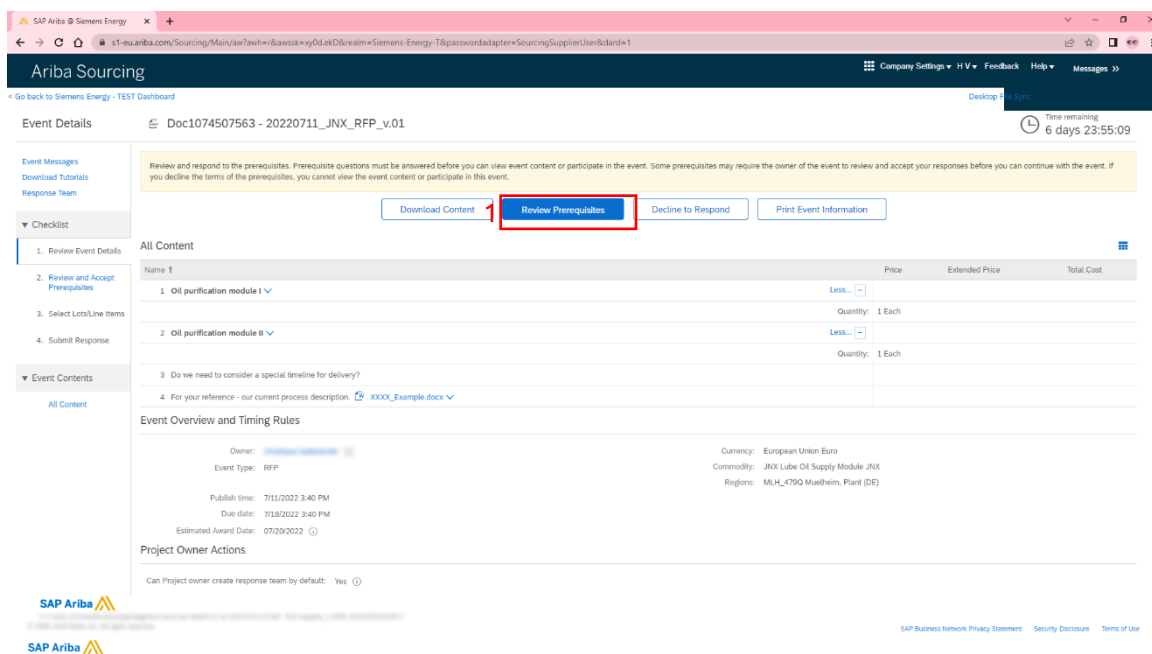 SAP Ariba @ Siemens Energy
s1-eu.ariba.com/Sourcing/Main/aw?awh=r&awssk=xy0d.ekD&realm=Siemens-Energy-T&passwordadapter=SourcingSupplierUser&dard=1
Ariba Sourcing
Company Settings H V Feedback Help Messages >>
< Go back to Siemens Energy - TEST Dashboard
Desktop File Sync
Event Details
Doc1074507563 - 20220711_JNX_RFP_v.01
Time remaining
6 days 23:55:09
Event Messages
Download Tutorials
Response Team
Review and respond to the prerequisites. Prerequisite questions must be answered before you can view event content or participate in the event. Some prerequisites may require the owner of the event to review and accept your responses before you can continue with the event. If
you decline the terms of the prerequisites, you cannot view the event content or participate in this event.
Download Content 1 Review Prerequisites Decline to Respond Print Event Information
▼ Checklist
1. Review Event Details
2. Review and Accept
Prerequisites
3. Select Lots/Line Items
4. Submit Response
▼ Event Contents
All Content
All Content
Name ↑ Price Extended Price Total Cost
1 Oil purification module I Less... −
Quantity: 1 Each
2 Oil purification module II Less... −
Quantity: 1 Each
3 Do we need to consider a special timeline for delivery?
4 For your reference - our current process description. XXXX_Example.docx
Event Overview and Timing Rules
Owner:
Event Type: RFP
Publish time: 7/11/2022 3:40 PM
Due date: 7/18/2022 3:40 PM
Estimated Award Date: 07/20/2022
Currency: European Union Euro
Commodity: JNX Lube Oil Supply Module JNX
Regions: MLH_479Q Muelheim, Plant (DE)
Project Owner Actions
Can Project owner create response team by default: Yes
SAP Ariba
SAP Business Network Privacy Statement Security Disclosure Terms of Use
SAP Ariba